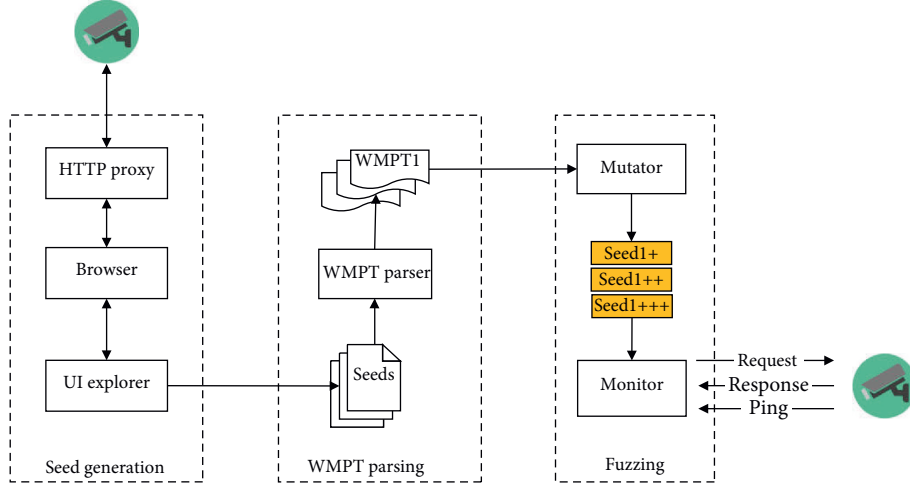 HTTP proxy
Browser
UI explorer
Seed generation
WMPT1
WMPT parser
Seeds
WMPT parsing
Mutator
Seed1+
Seed1++
Seed1+++
Monitor
Fuzzing
Request
Response
Ping